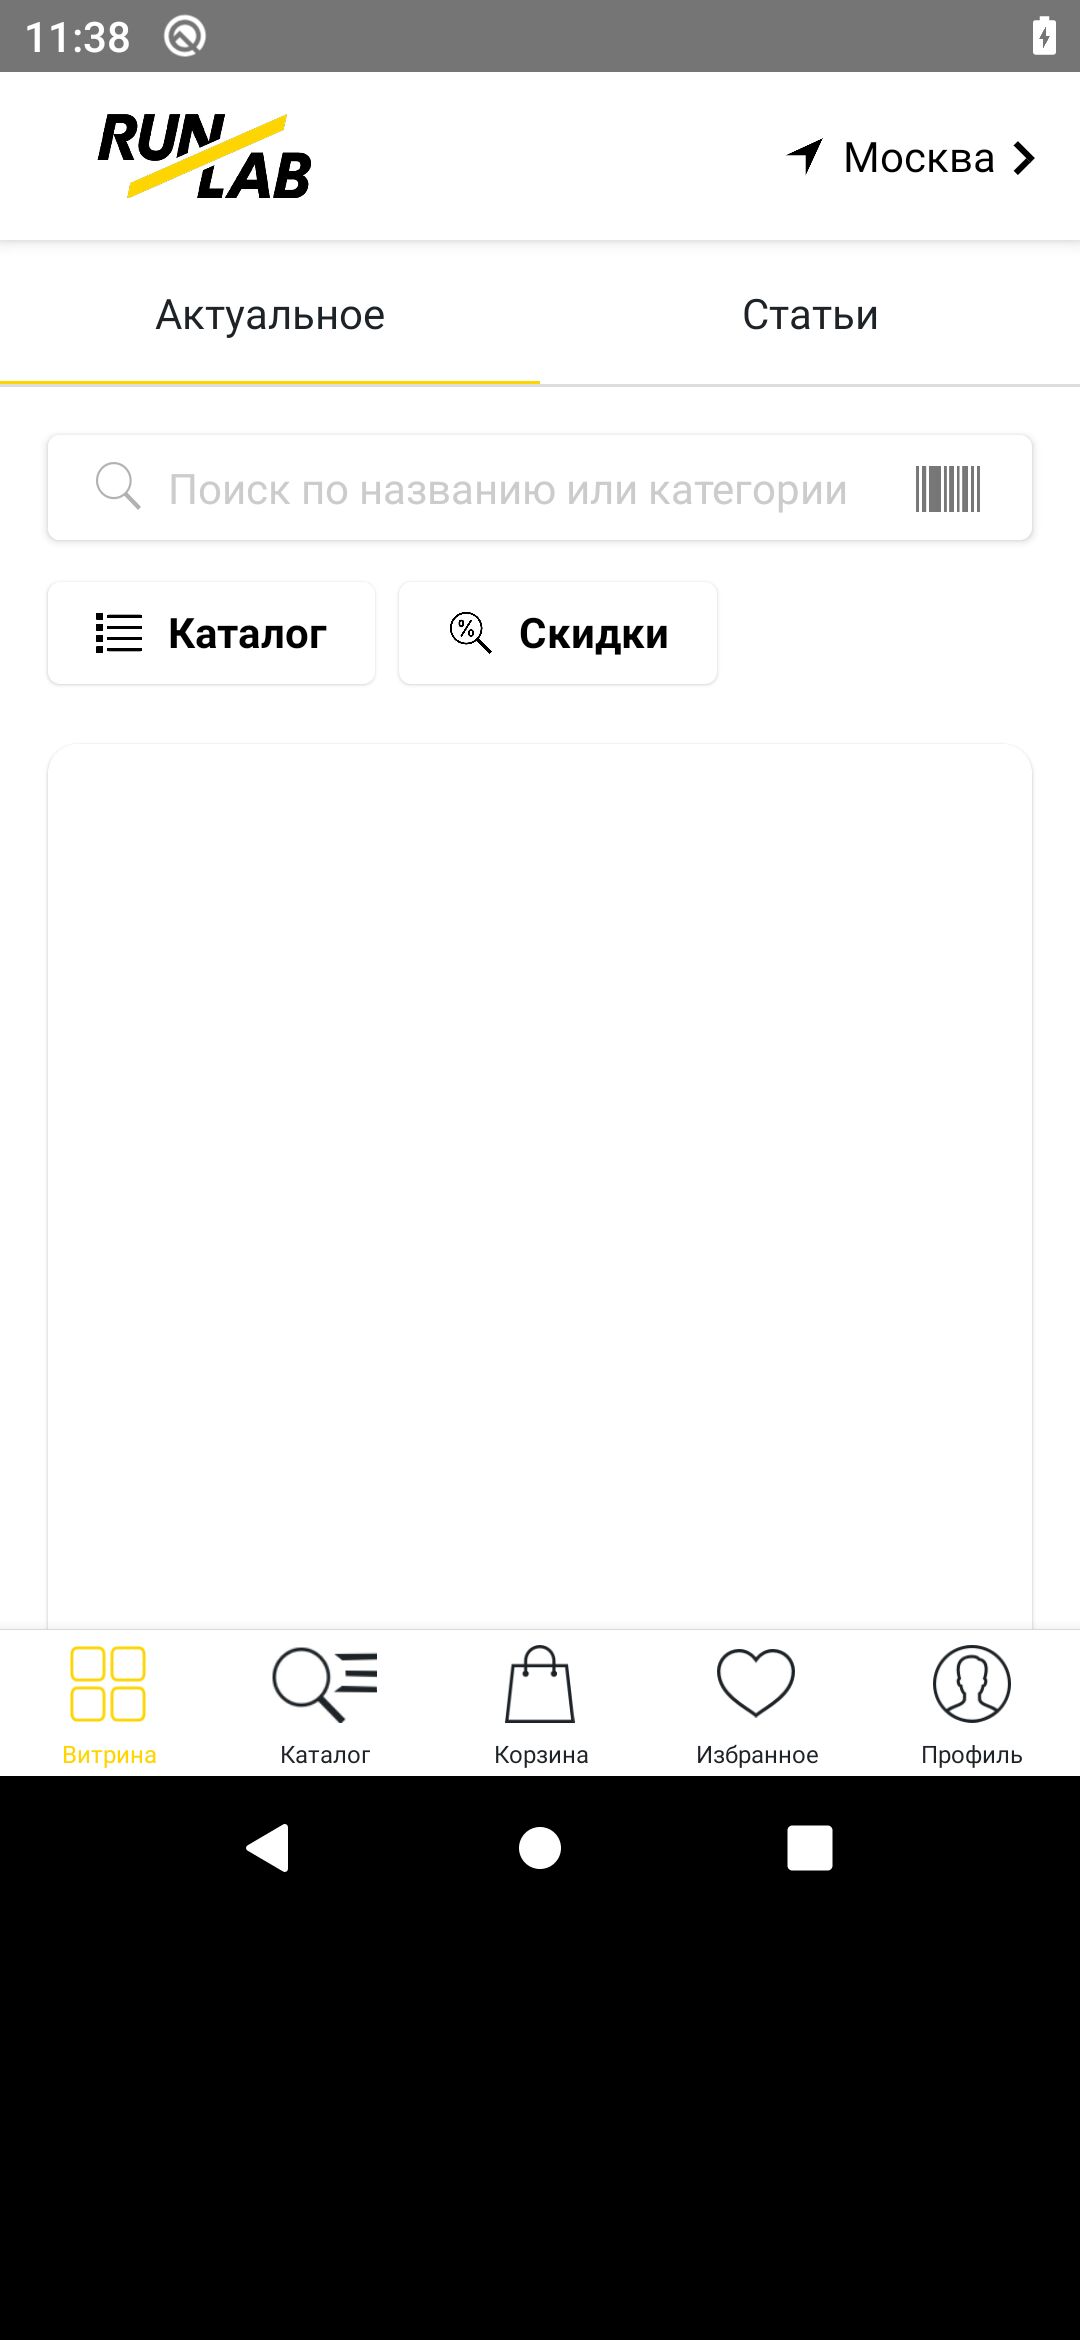 11:38
RUN LAB
Москва
Актуальное
Статьи
Поиск по названию или категории
Каталог
Скидки
Витрина
Каталог
Корзина
Избранное
Профиль